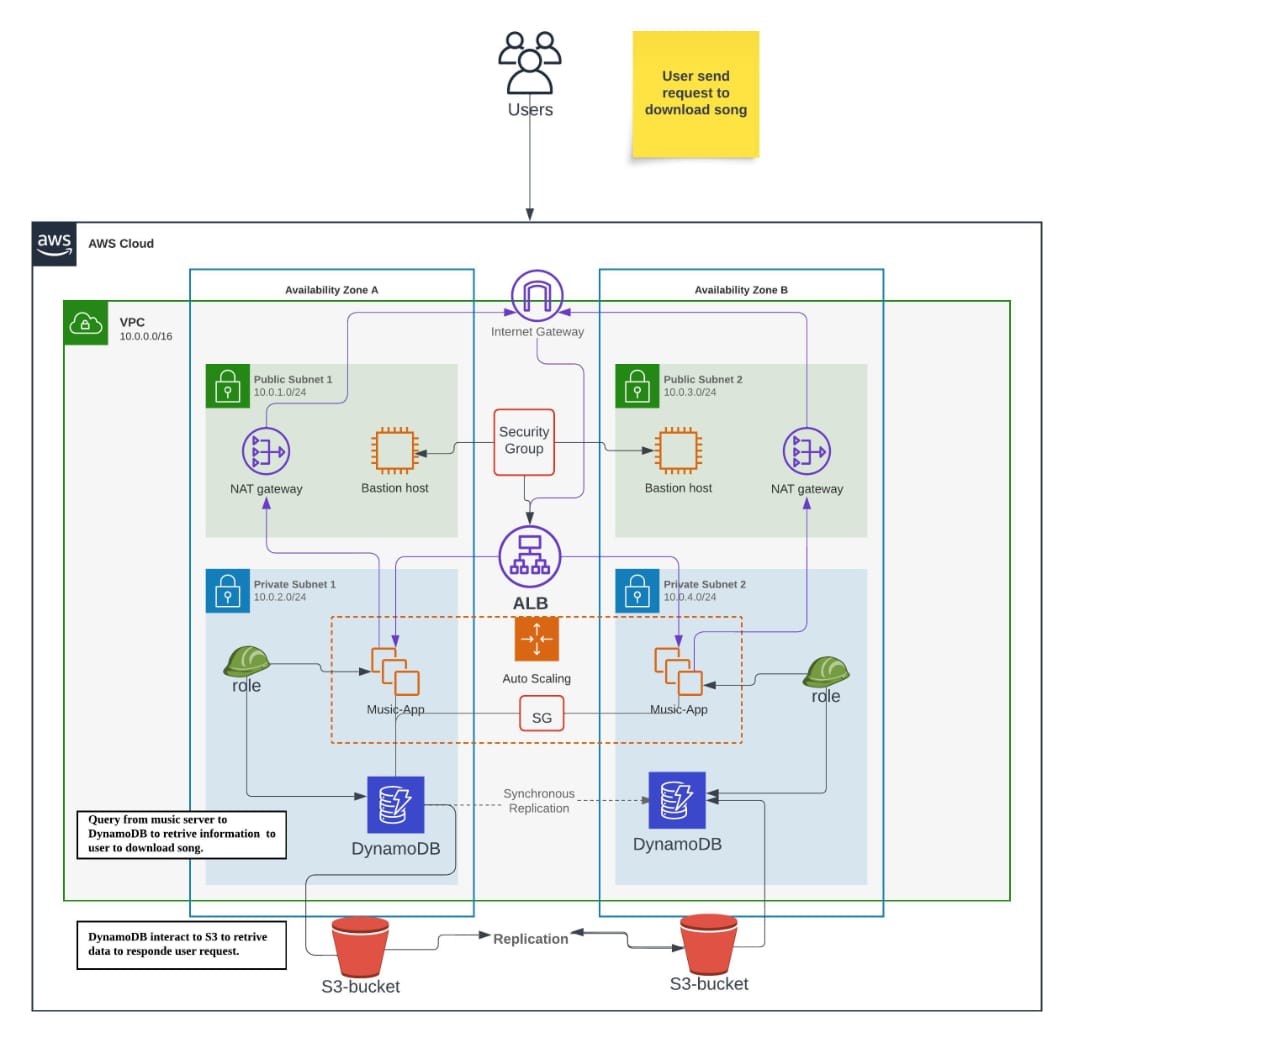 User send
request to
download song
Users
aws
AWS Cloud
Availability Zone A
Availability Zone B
VPC
10.0.0.0/16
Internet Gateway
Public Subnet 1
10.0.1.0/24
Public Subnet 2
10.0.3.0/24
Security
Group
NAT gateway
Bastion host
Bastion host
NAT gateway
Private Subnet 1
10.0.2.0/24
ALB
Private Subnet 2
10.0.4.0/24
role
Auto Scaling
role
Music-App
SG
Music-App
Synchronous
Replication
Query from music server to
DynamoDB to retrive information to
user to download song.
DynamoDB
DynamoDB
DynamoDB interact to S3 to retrive
data to responde user request.
Replication
S3-bucket
S3-bucket